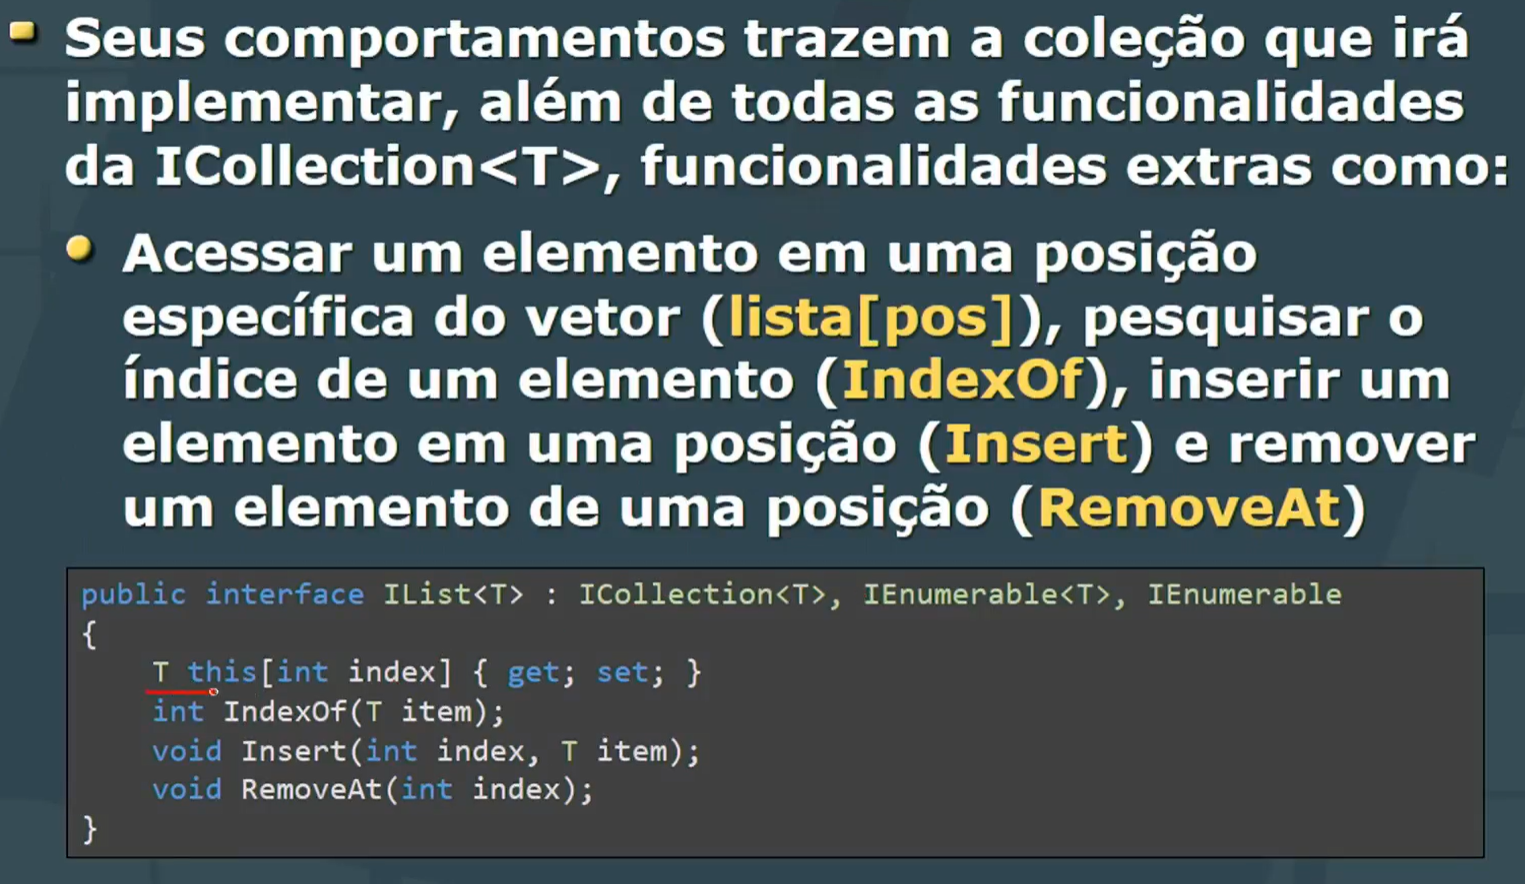 Seus comportamentos trazem a coleção que irá
implementar, além de todas as funcionalidades
da ICollection<T>, funcionalidades extras como:
Acessar um elemento em uma posição
específica do vetor (lista[pos]), pesquisar o
índice de um elemento (IndexOf), inserir um
elemento em uma posição (Insert) e remover
um elemento de uma posição (RemoveAt)
public interface IList<T> : ICollection<T>, IEnumerable<T>, IEnumerable
{
T this[int index] { get; set; }
int IndexOf(T item);
void Insert(int index, T item);
void RemoveAt(int index);
}